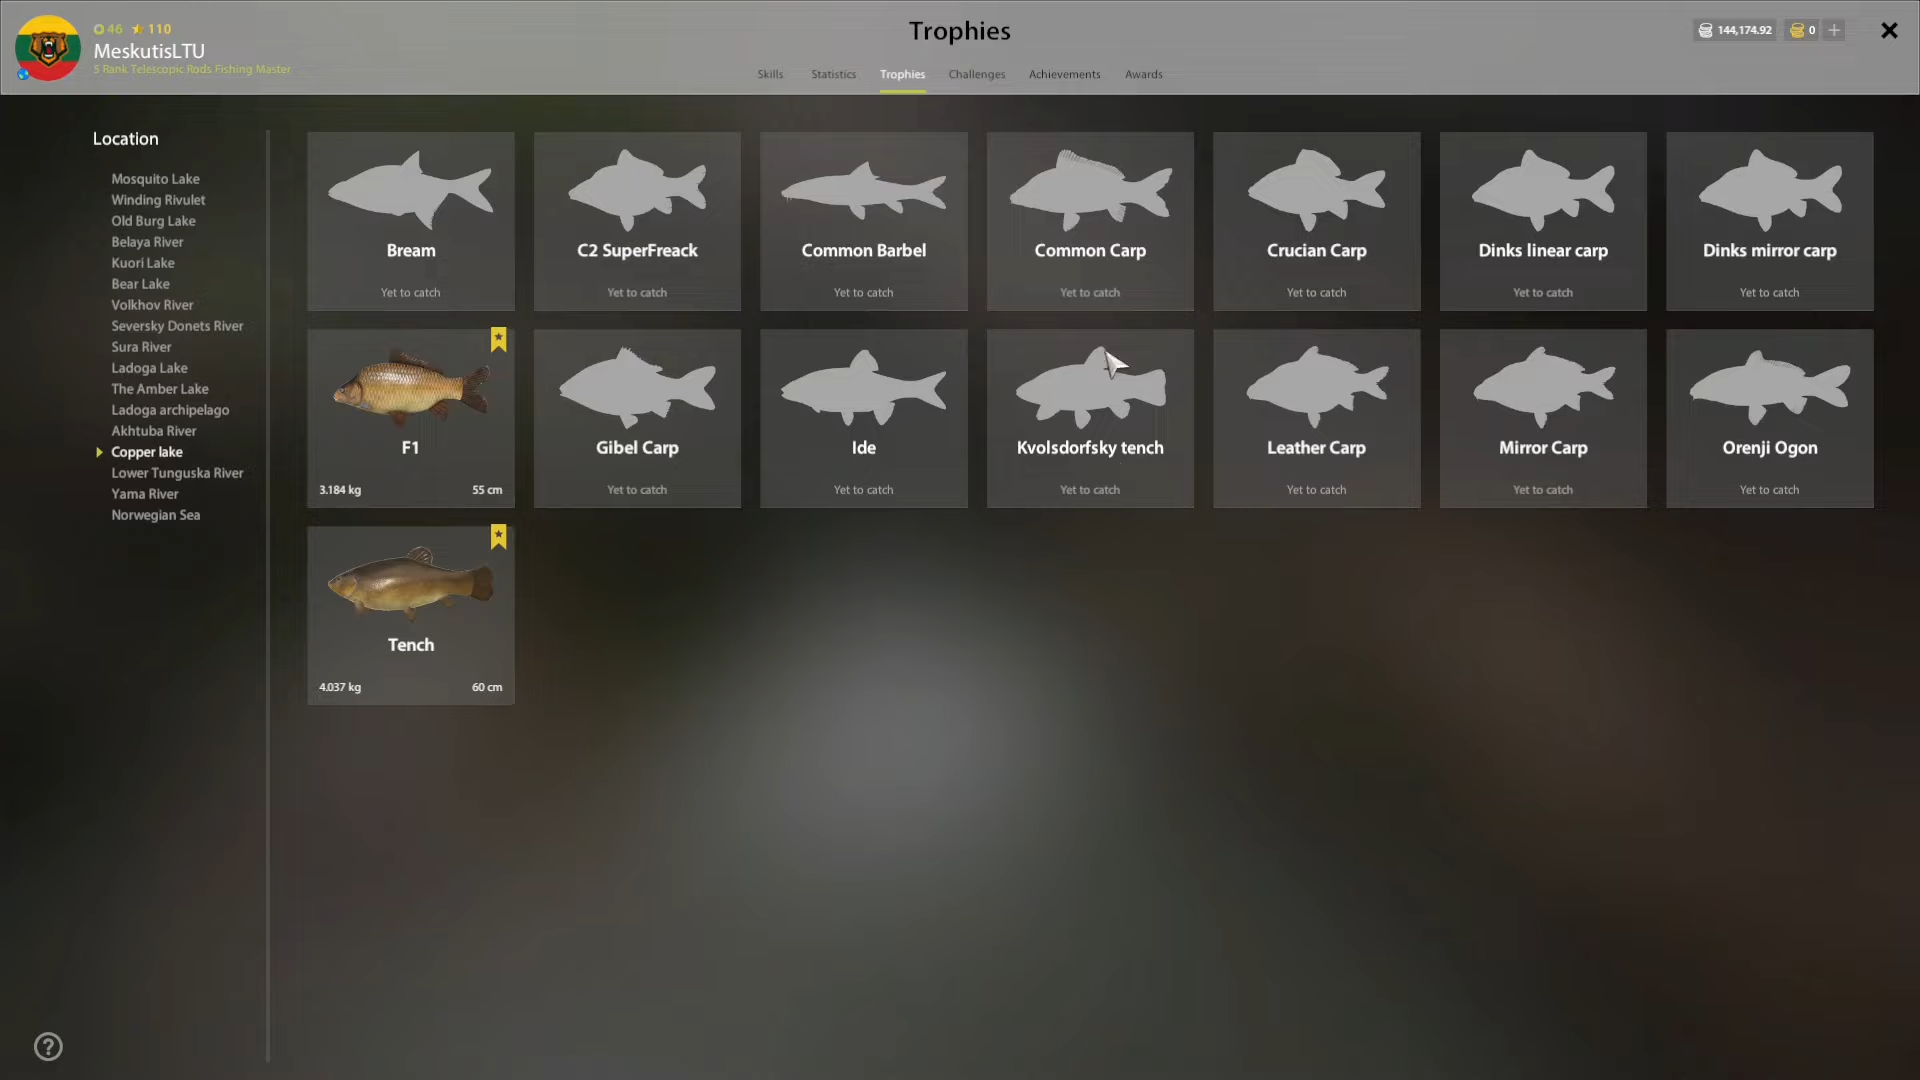 46 110
MeskutisLTU
5 Rank Telescopic Rods Fishing Master
Trophies
144,174.92 0
Skills Statistics Trophies Challenges Achievements Awards
Location
Mosquito Lake
Winding Rivulet
Old Burg Lake
Belaya River
Kuori Lake
Bear Lake
Volkhov River
Seversky Donets River
Sura River
Ladoga Lake
The Amber Lake
Ladoga archipelago
Akhtuba River
Copper lake
Lower Tunguska River
Yama River
Norwegian Sea
Bream C2 SuperFreack Common Barbel Common Carp Crucian Carp Dinks linear carp Dinks mirror carp
Yet to catch Yet to catch Yet to catch Yet to catch Yet to catch Yet to catch Yet to catch
F1 Gibel Carp Ide Kvolsdorfsky tench Leather Carp Mirror Carp Orenji Ogon
3.184 kg 55 cm Yet to catch Yet to catch Yet to catch Yet to catch Yet to catch Yet to catch
Tench
4.037 kg 60 cm